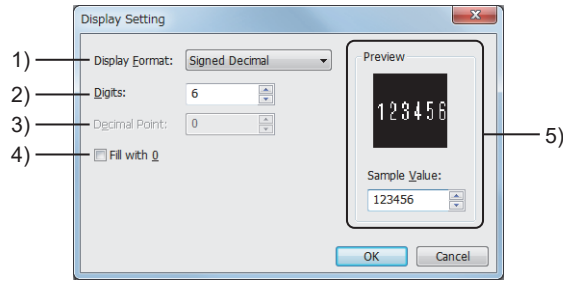 Display Setting
1) Display Format: Signed Decimal
2) Digits: 6
3) Decimal Point: 0
4) Fill with 0
Preview
123456
5)
Sample Value:
123456
OK Cancel